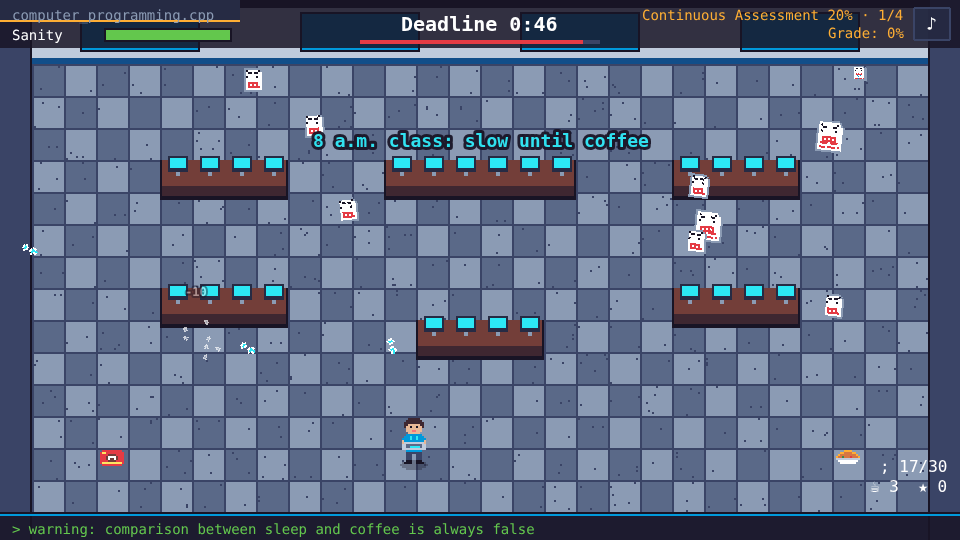 computer_programming.cpp
Sanity
Deadline 0:46
Continuous Assessment 20% · 1/4
Grade: 0%
♪
8 a.m. class: slow until coffee
-10
; 17/30
☕ 3 ★ 0
> warning: comparison between sleep and coffee is always false